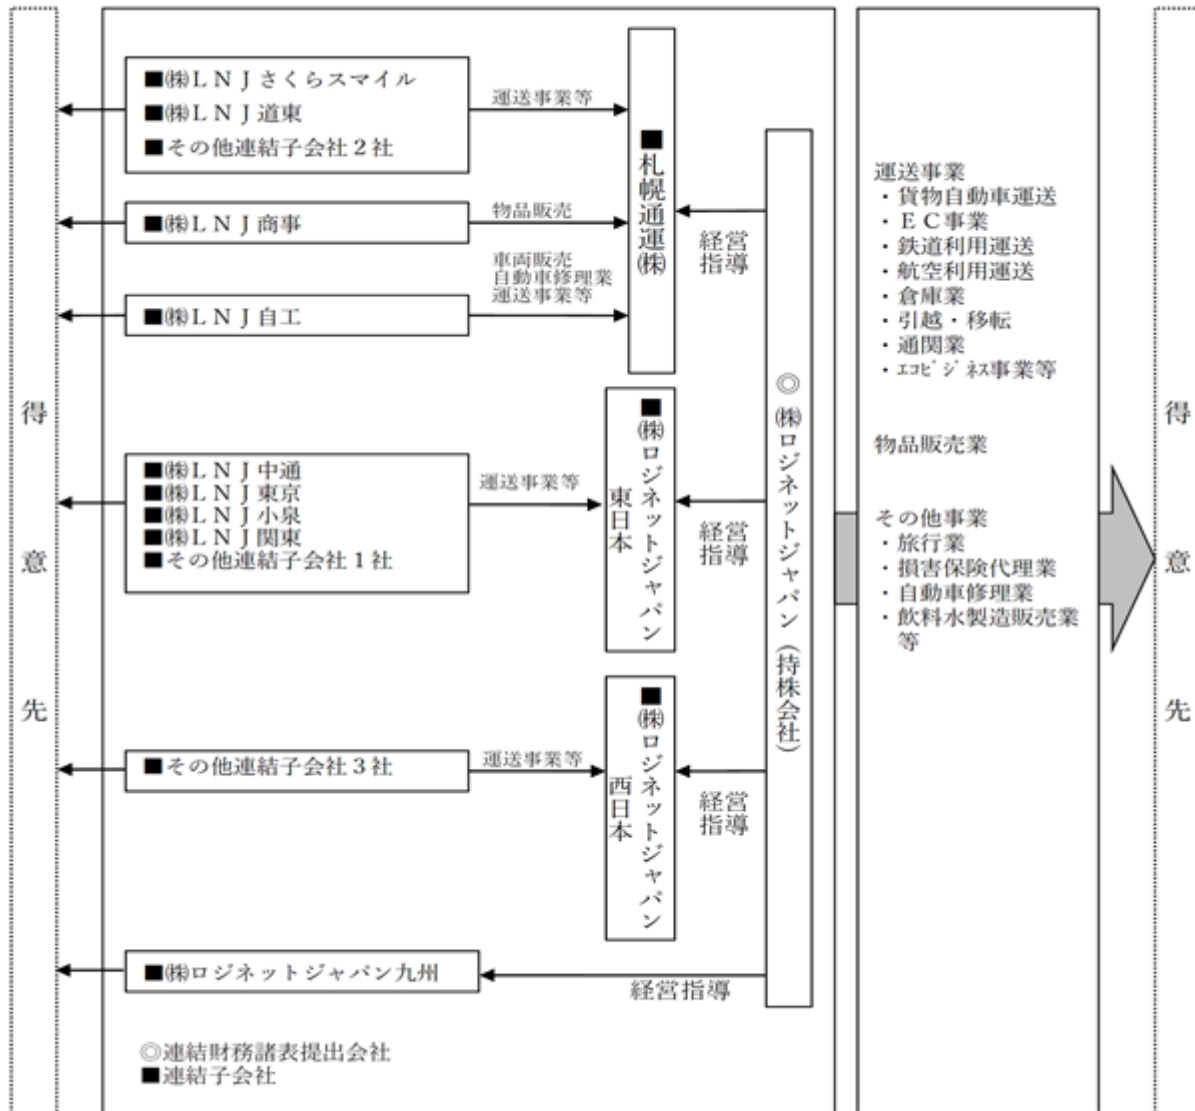 得意先
■㈱ＬＮＪさくらスマイル
■㈱ＬＮＪ道東
■その他連結子会社２社
運送事業等
■㈱ＬＮＪ商事
物品販売
■㈱ＬＮＪ自工
車両販売
自動車修理業
運送事業等
■札幌通運㈱
経営
指導
■㈱ＬＮＪ中通
■㈱ＬＮＪ東京
■㈱ＬＮＪ小泉
■㈱ＬＮＪ関東
■その他連結子会社１社
運送事業等
■㈱ロジネットジャパン
東日本
経営
指導
■その他連結子会社３社
運送事業等
■㈱ロジネットジャパン
西日本
経営
指導
■㈱ロジネットジャパン九州
経営指導
◎㈱ロジネットジャパン（持株会社）
◎連結財務諸表提出会社
■連結子会社
運送事業
・貨物自動車運送
・ＥＣ事業
・鉄道利用運送
・航空利用運送
・倉庫業
・引越・移転
・通関業
・ｴｺﾋﾞｼﾞﾈｽ事業等
物品販売業
その他事業
・旅行業
・損害保険代理業
・自動車修理業
・飲料水製造販売業
等
得意先